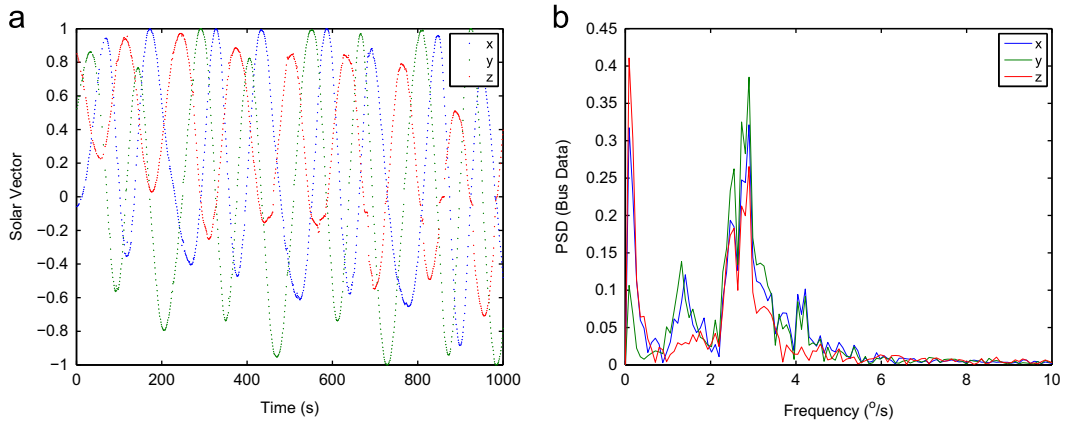 a
1
0.8
0.6
0.4
0.2
0
−0.2
−0.4
−0.6
−0.8
−1
0 200 400 600 800 1000
Solar Vector
Time (s)
x
y
z
b
0.45
0.4
0.35
0.3
0.25
0.2
0.15
0.1
0.05
0
0 2 4 6 8 10
PSD (Bus Data)
Frequency (°/s)
x
y
z